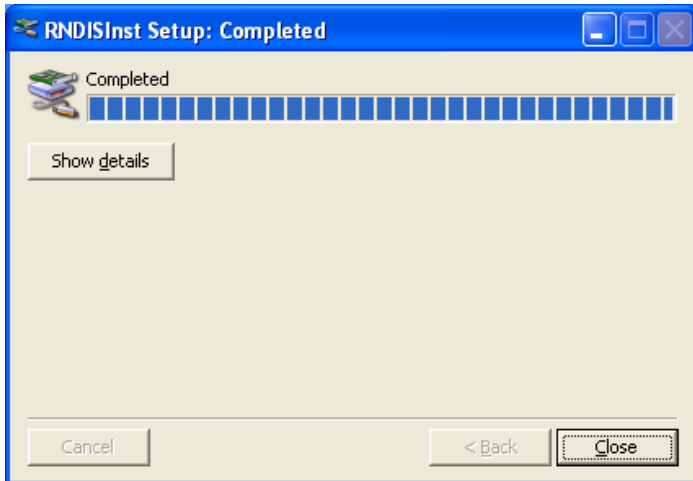 RNDISInst Setup: Completed
Completed
Show details
Cancel
< Back
Close